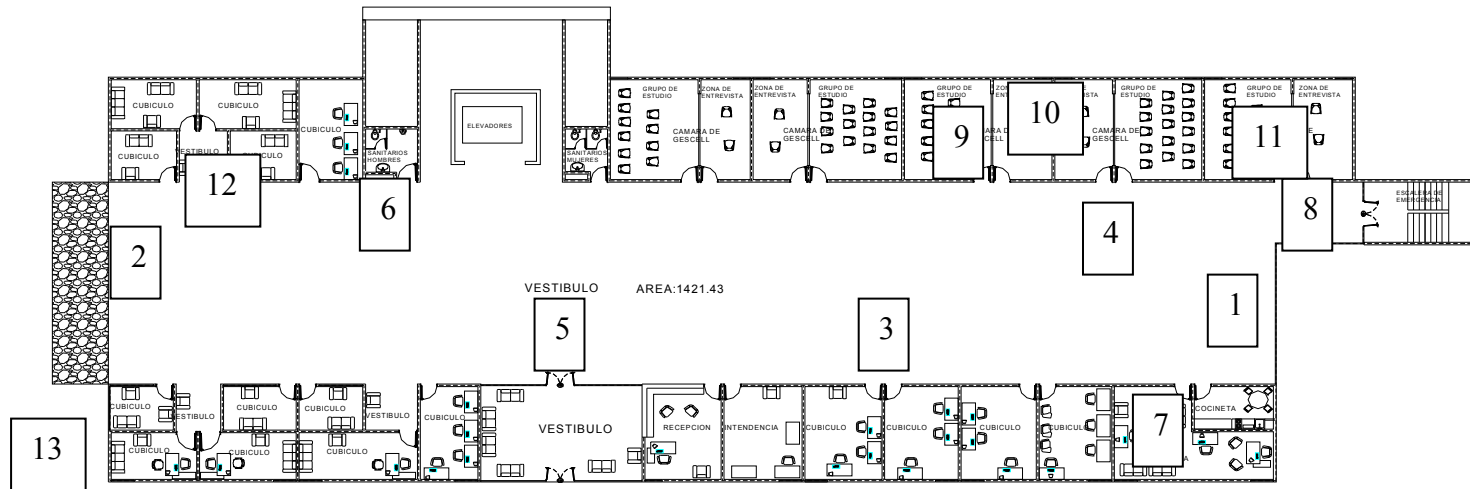 GRUPO DE ESTUDIO
ZONA DE ENTREVISTA
ZONA DE ENTREVISTA
GRUPO DE ESTUDIO
GRUPO DE ESTUDIO
GRUPO DE ESTUDIO
GRUPO DE ESTUDIO
ZONA DE ENTREVISTA
10
CUBICULO
CUBICULO
CUBICULO
ELEVADORES
CAMARA DE GESCELL
CAMARA DE GESCELL
9
CAMARA DE GESCELL
11
CUBICULO
VESTIBULO
SANITARIOS HOMBRES
SANITARIOS MUJERES
12
6
ESCALERA DE EMERGENCIA
8
2
4
VESTIBULO
AREA:1421.43
5
3
1
CUBICULO
VESTIBULO
CUBICULO
CUBICULO
VESTIBULO
CUBICULO
VESTIBULO
RECEPCION
INTENDENCIA
CUBICULO
CUBICULO
CUBICULO
CUBICULO
COCINETA
7
13
CUBICULO
CUBICULO
CUBICULO